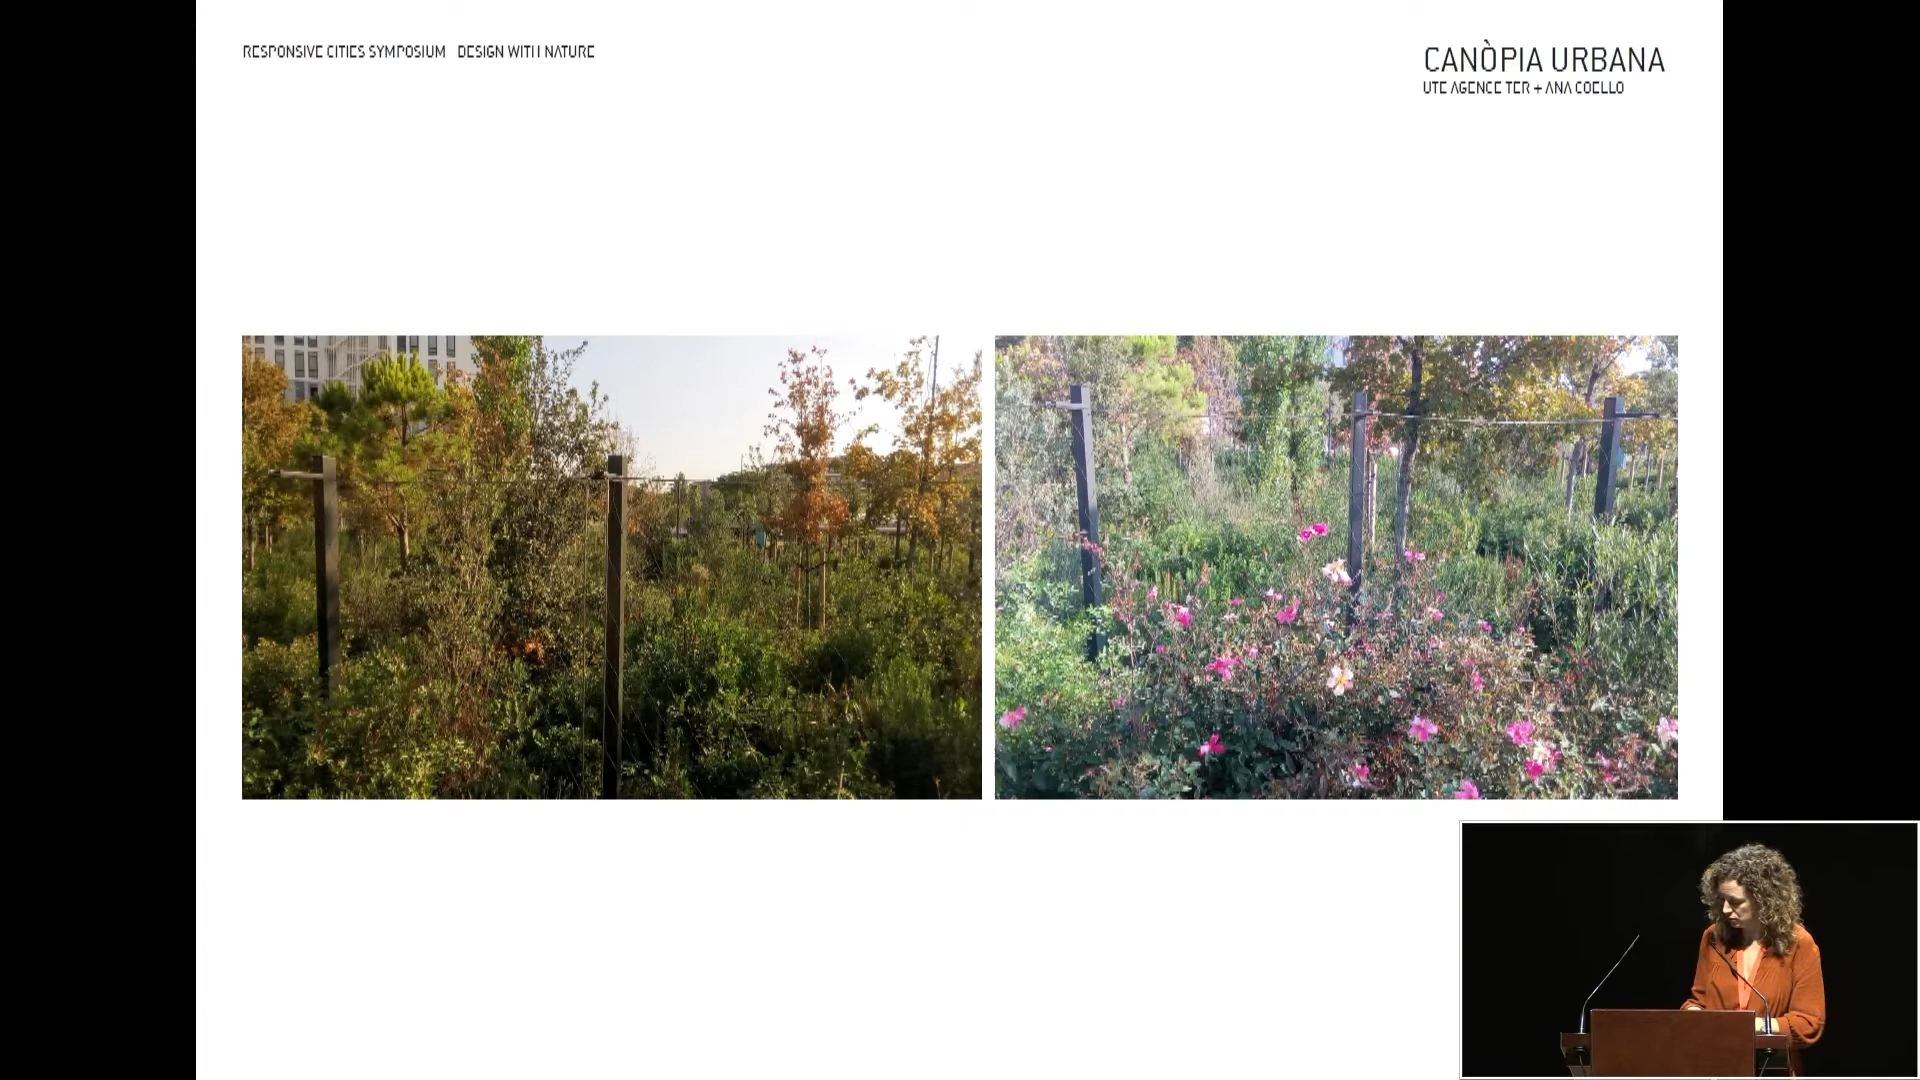 RESPONSIVE CITIES SYMPOSIUM DESIGN WITH NATURE
CANÒPIA URBANA
UTE AGENCE TER + ANA COELLO